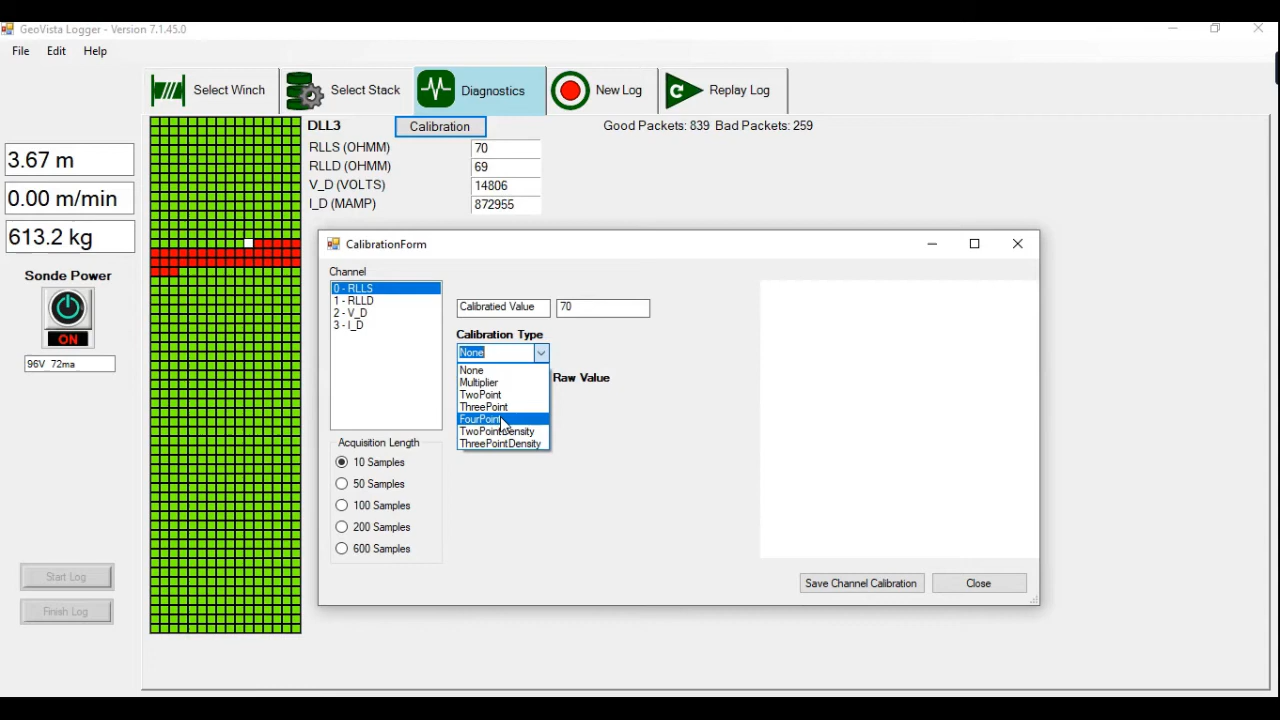 GeoVista Logger - Version 7.1.45.0
File Edit Help
Select Winch Select Stack Diagnostics New Log Replay Log
DLL3 Calibration Good Packets: 839 Bad Packets: 259
RLLS (OHMM) 70
RLLD (OHMM) 69
V_D (VOLTS) 14806
I_D (MAMP) 872955
3.67 m
0.00 m/min
613.2 kg
Sonde Power
ON
96V 72ma
Start Log
Finish Log
CalibrationForm
Channel
0 - RLLS
1 - RLLD
2 - V_D
3 - I_D
Calibratied Value 70
Calibration Type
None
Raw Value
None
Multiplier
TwoPoint
ThreePoint
FourPoint
TwoPointDensity
ThreePointDensity
Acquisition Length
10 Samples
50 Samples
100 Samples
200 Samples
600 Samples
Save Channel Calibration Close